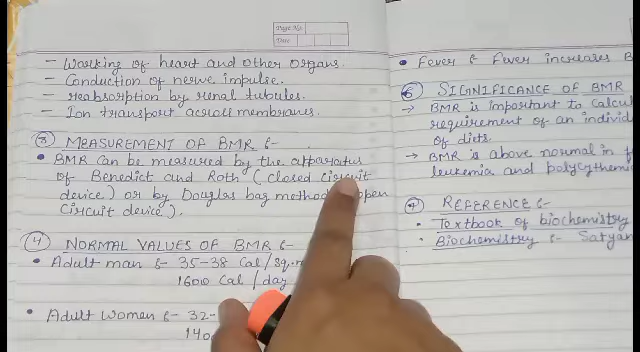 Page No.
Date
- Working of heart and other organs.
- Conduction of nerve impulse.
- reabsorption by renal tubules.
- Ion transport across membranes.
③ MEASUREMENT OF BMR :-
• BMR can be measured by the apparatus
of Benedict and Roth (closed circuit
device) or by Douglas bag method open
circuit device).
④ NORMAL VALUES OF BMR :-
• Adult man :- 35-38 Cal/sq.
1600 Cal/day
• Adult women :- 32-
• Fever :- Fever increases B
⑥ SIGNIFICANCE OF BMR
→ BMR is important to calcu
requirement of an individ
of diets.
→ BMR is above normal in
leukemia and polycythemi
⑦ REFERENCE :-
• Textbook of biochemistry
• Biochemistry :- Satyan